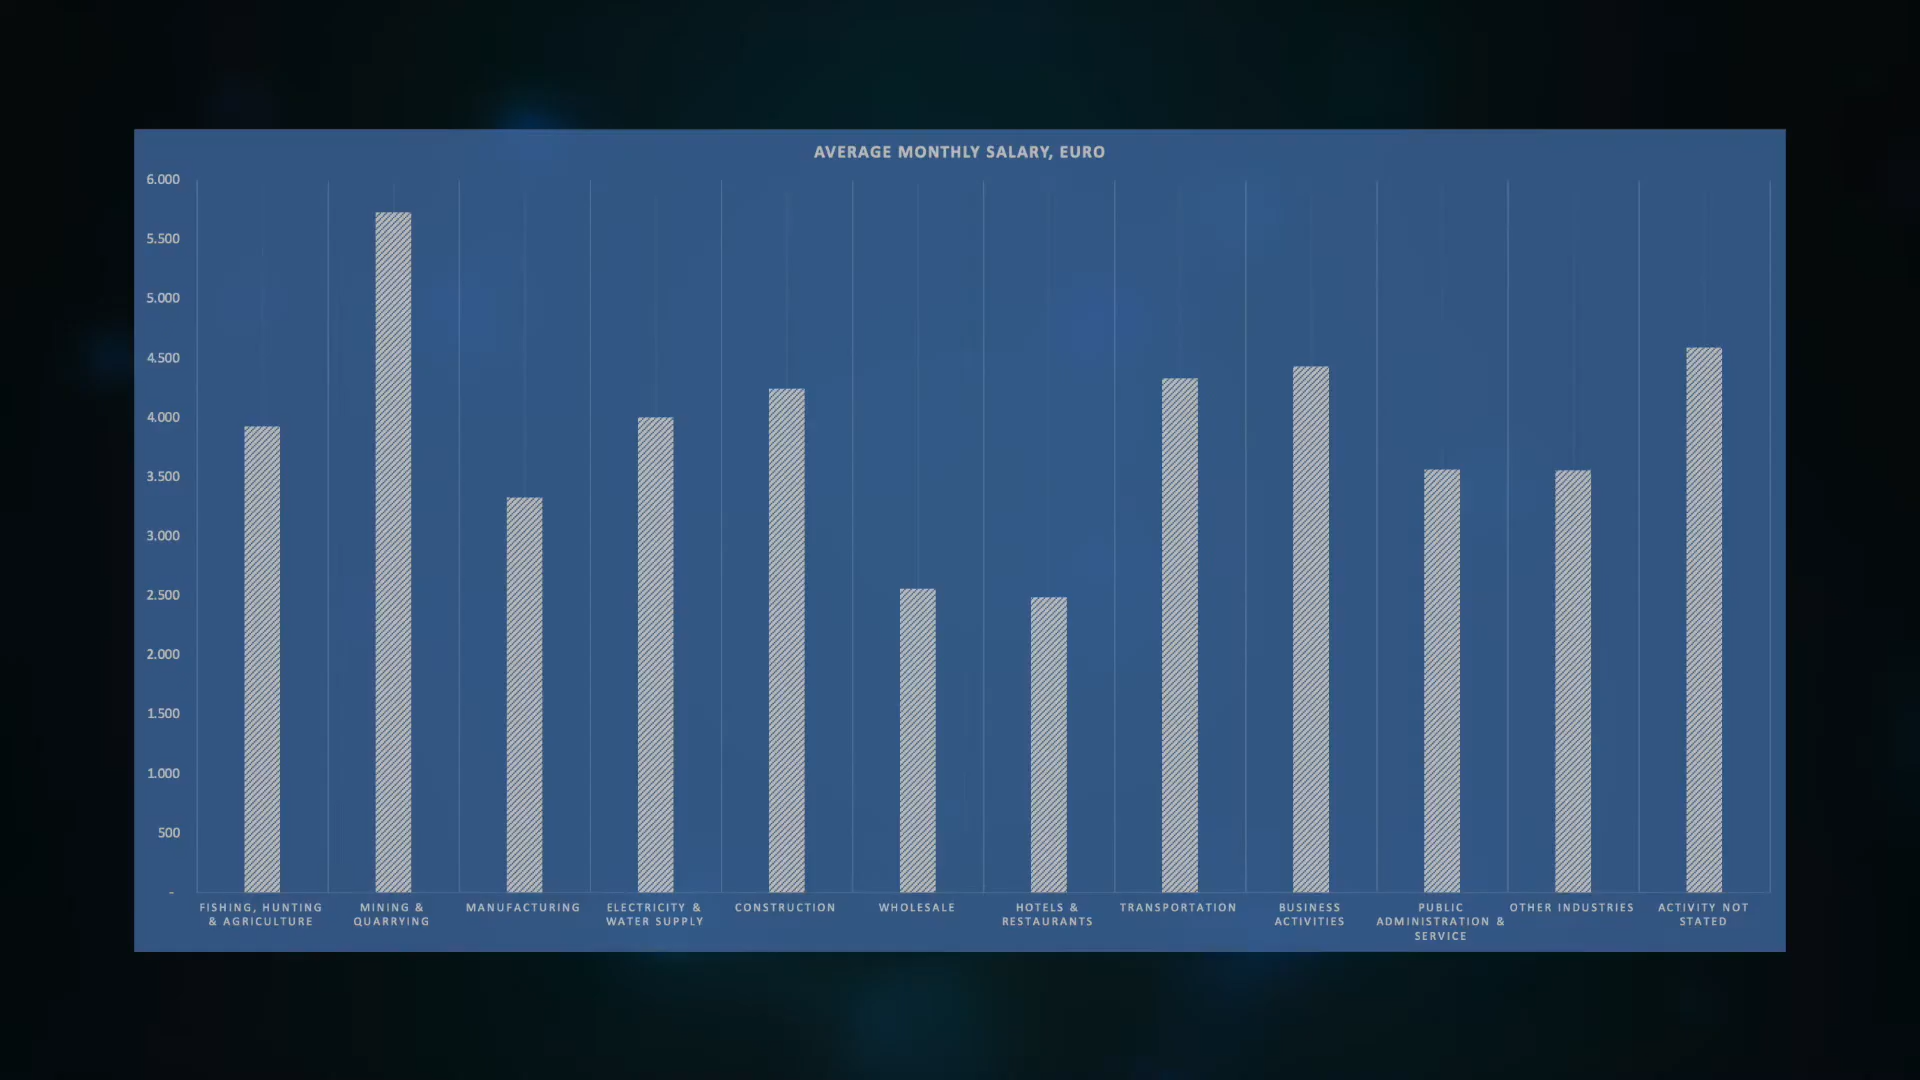 AVERAGE MONTHLY SALARY, EURO
6.000
5.500
5.000
4.500
4.000
3.500
3.000
2.500
2.000
1.500
1.000
500
-
FISHING, HUNTING
& AGRICULTURE
MINING &
QUARRYING
MANUFACTURING
ELECTRICITY &
WATER SUPPLY
CONSTRUCTION
WHOLESALE
HOTELS &
RESTAURANTS
TRANSPORTATION
BUSINESS
ACTIVITIES
PUBLIC
ADMINISTRATION &
SERVICE
OTHER INDUSTRIES
ACTIVITY NOT
STATED